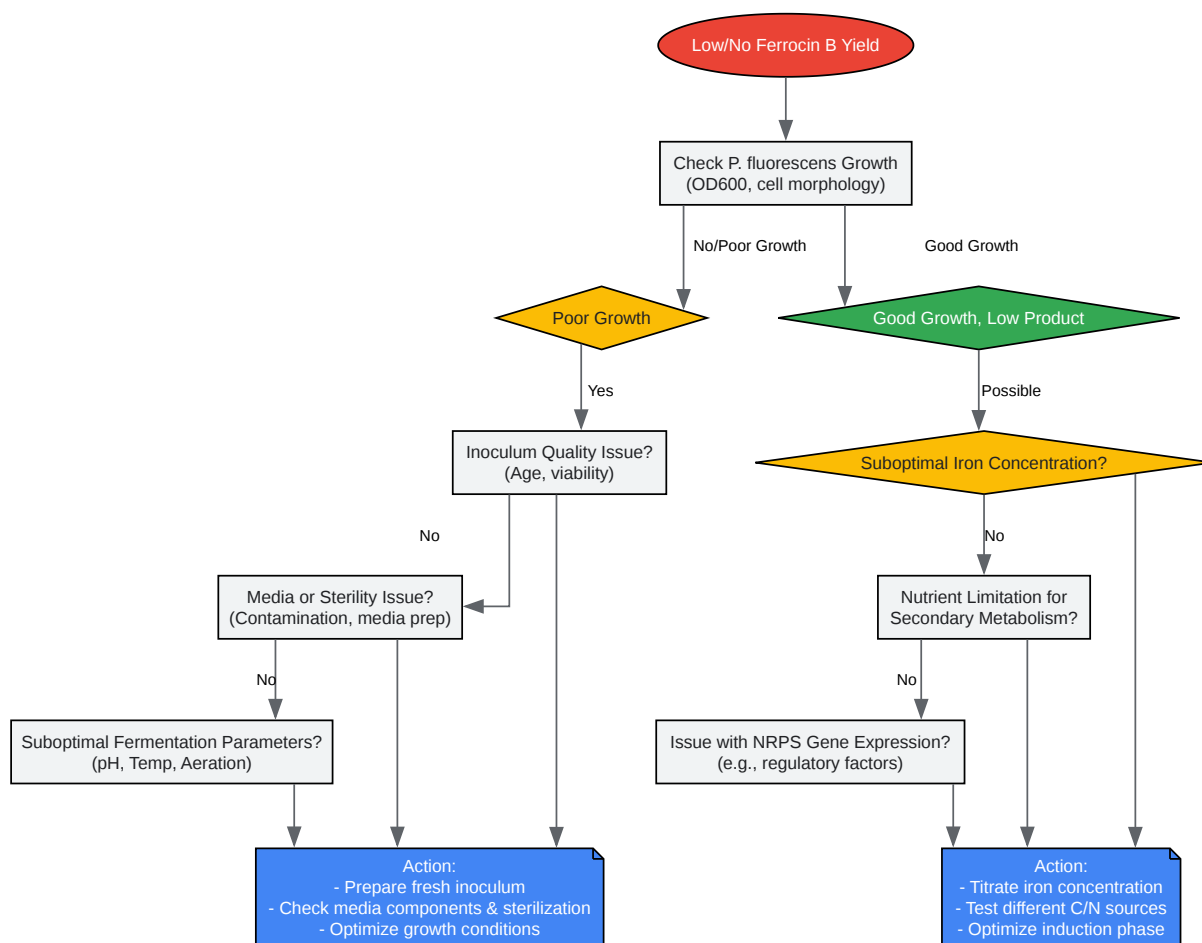 Low/No Ferrocin B Yield
Check P. fluorescens Growth
(OD600, cell morphology)
No/Poor Growth
Good Growth
Poor Growth
Good Growth, Low Product
Yes
Possible
Inoculum Quality Issue?
(Age, viability)
Suboptimal Iron Concentration?
No
No
Media or Sterility Issue?
(Contamination, media prep)
Nutrient Limitation for
Secondary Metabolism?
No
No
Suboptimal Fermentation Parameters?
(pH, Temp, Aeration)
Issue with NRPS Gene Expression?
(e.g., regulatory factors)
Action:
- Prepare fresh inoculum
- Check media components & sterilization
- Optimize growth conditions
Action:
- Titrate iron concentration
- Test different C/N sources
- Optimize induction phase